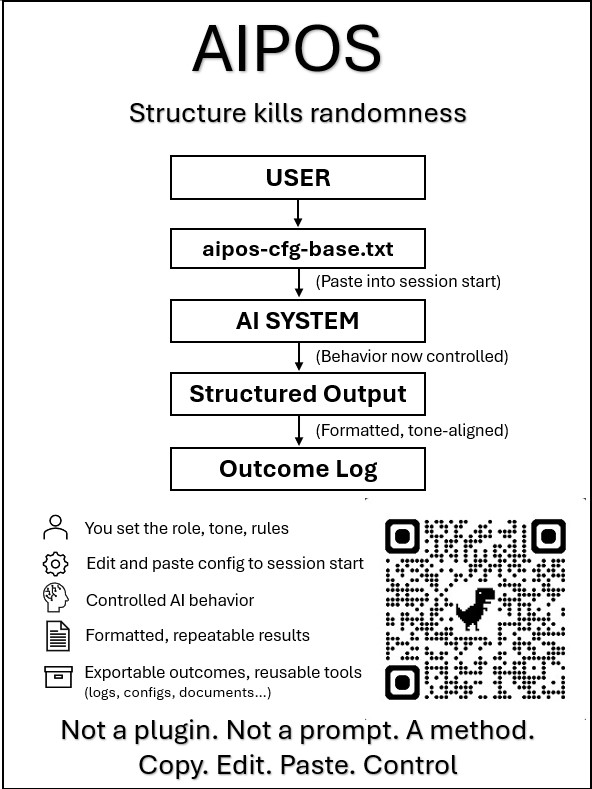 AIPOS
Structure kills randomness
USER
aipos-cfg-base.txt
(Paste into session start)
AI SYSTEM
(Behavior now controlled)
Structured Output
(Formatted, tone-aligned)
Outcome Log
You set the role, tone, rules
Edit and paste config to session start
Controlled AI behavior
Formatted, repeatable results
Exportable outcomes, reusable tools
(logs, configs, documents...)
Not a plugin. Not a prompt. A method.
Copy. Edit. Paste. Control